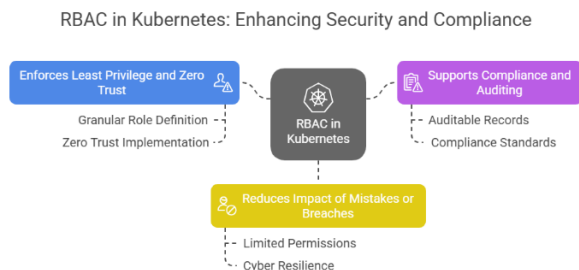 RBAC in Kubernetes: Enhancing Security and Compliance
Enforces Least Privilege and Zero
Trust
Granular Role Definition
Zero Trust Implementation
RBAC in
Kubernetes
Supports Compliance and
Auditing
Auditable Records
Compliance Standards
Reduces Impact of Mistakes or
Breaches
Limited Permissions
Cyber Resilience